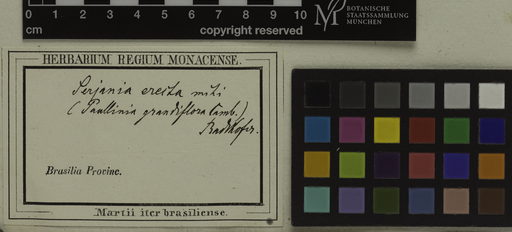 0 1 2 3 4 5 6 7 8 9 10
cm
copyright reserved
BOTANISCHE
STAATSSAMMLUNG
MÜNCHEN
HERBARIUM REGIUM MONACENSE.
Serjania erecta mihi
(Paullinia grandiflora Camb.)
Radlkofer.
Brasilia Provinc.
Martii iter brasiliense.